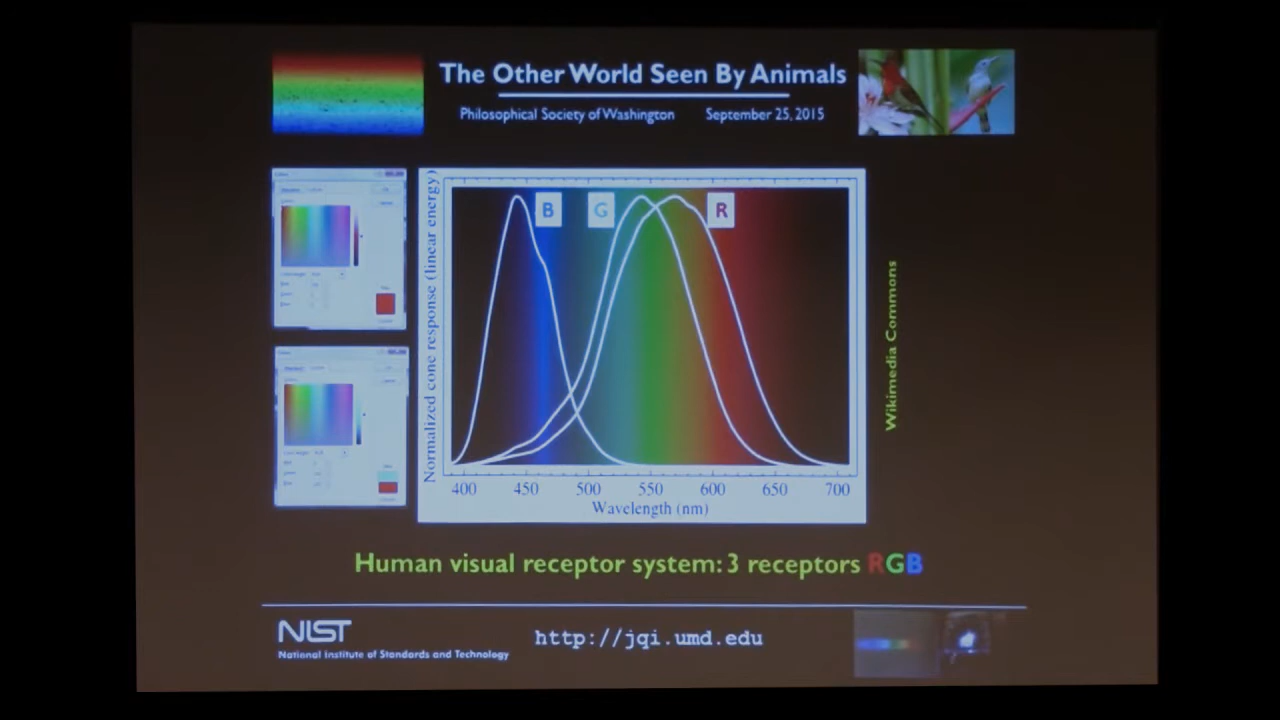 The Other World Seen By Animals
Philosophical Society of Washington September 25, 2015
Normalized cone response (linear energy)
B G R
400 450 500 550 600 650 700
Wavelength (nm)
Wikimedia Commons
Human visual receptor system: 3 receptors RGB
NIST
National Institute of Standards and Technology
http://jqi.umd.edu